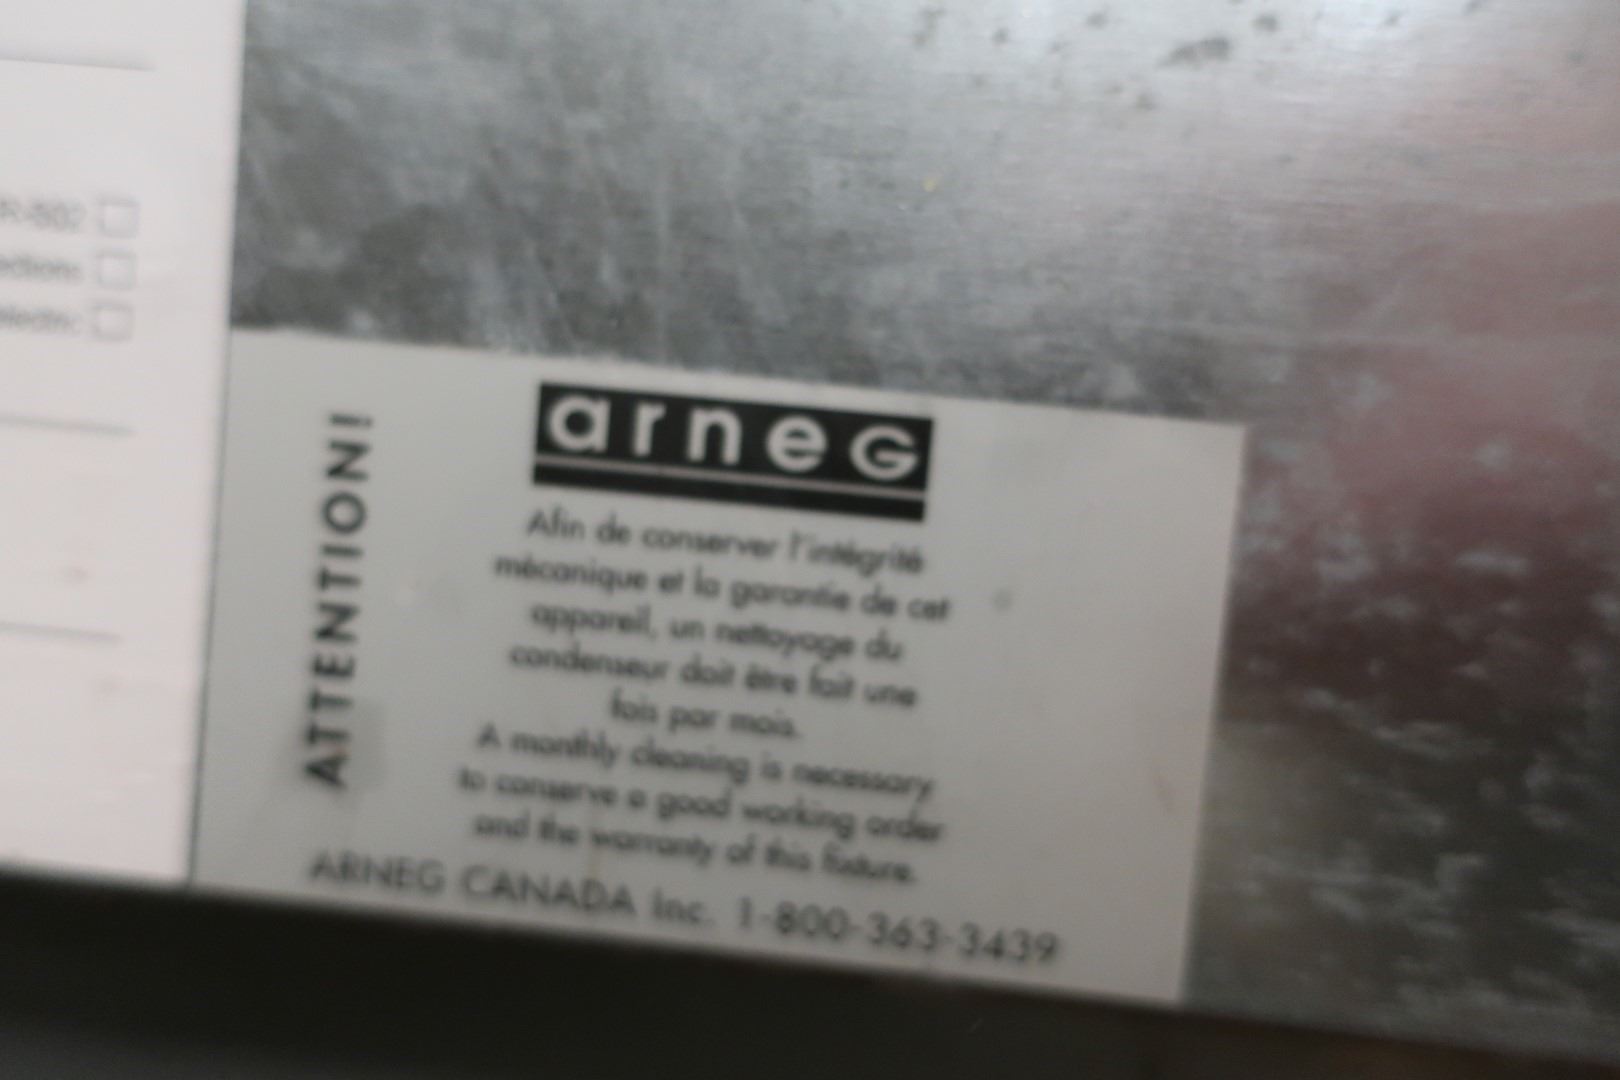 R-502
arneG
ATTENTION!
Afin de conserver l'intégrité
mécanique et la garantie de cet
appareil, un nettoyage du
condenseur doit être fait une
fois par mois.
A monthly cleaning is necessary
to conserve a good working order
and the warranty of this fixture.
ARNEG CANADA Inc. 1-800-363-3439